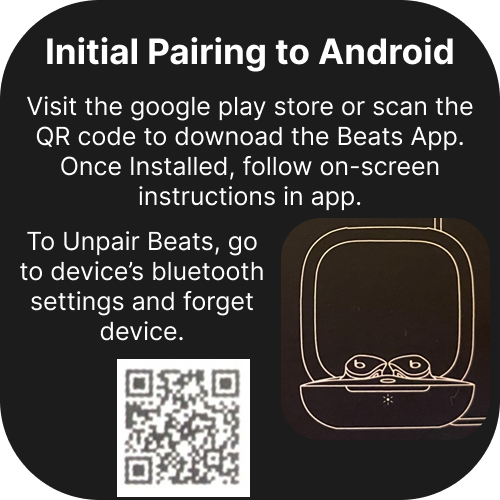 Initial Pairing to Android
Visit the google play store or scan the
QR code to downoad the Beats App.
Once Installed, follow on-screen
instructions in app.
To Unpair Beats, go
to device’s bluetooth
settings and forget
device.